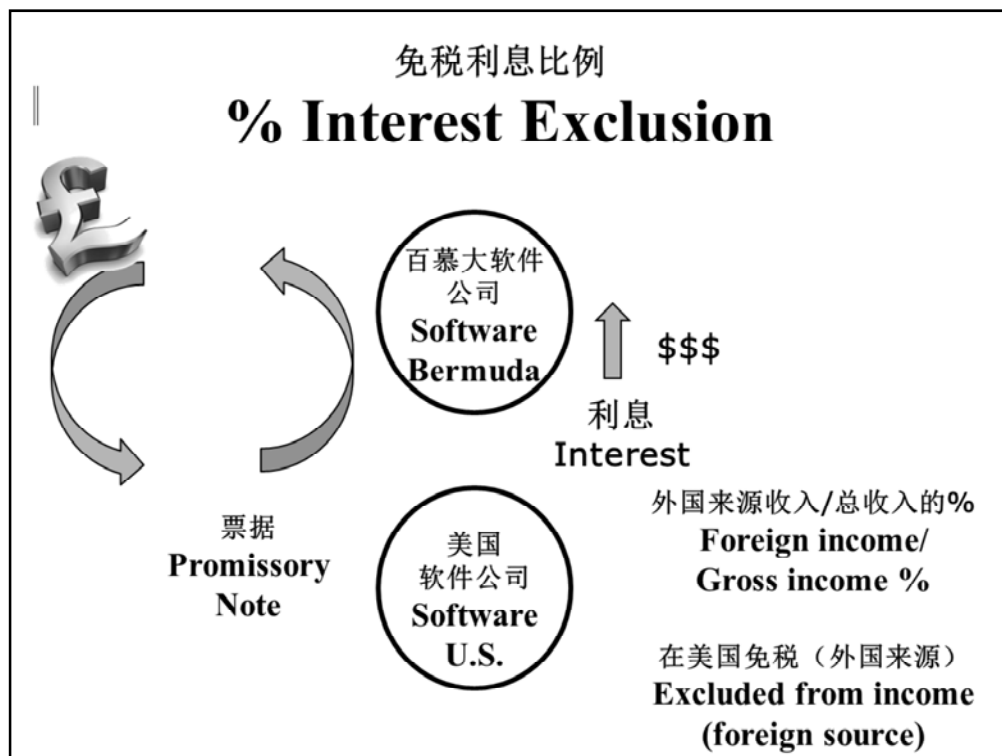 免税利息比例
% Interest Exclusion
百慕大软件
公司
Software
Bermuda
$$$
利息
Interest
票据
Promissory
Note
美国
软件公司
Software
U.S.
外国来源收入/总收入的%
Foreign income/
Gross income %
在美国免税（外国来源）
Excluded from income
(foreign source)